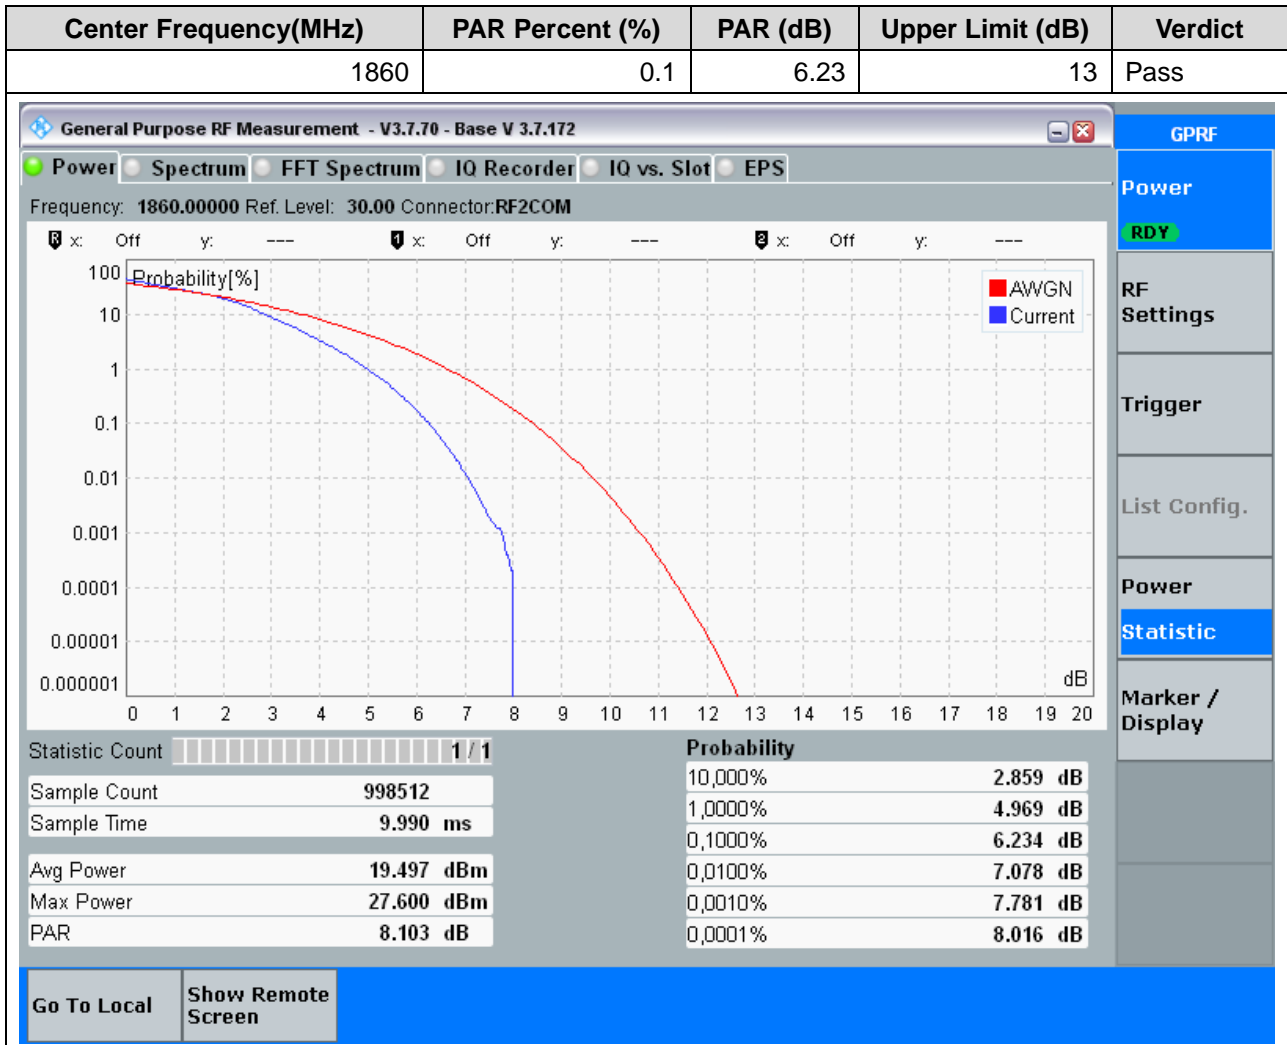 Center Frequency(MHz) PAR Percent (%) PAR (dB) Upper Limit (dB) Verdict
1860 0.1 6.23 13 Pass
General Purpose RF Measurement - V3.7.70 - Base V 3.7.172
GPRF
Power Spectrum FFT Spectrum IQ Recorder IQ vs. Slot EPS
Frequency: 1860.00000 Ref. Level: 30.00 Connector:RF2COM
R x: Off y: --- 1 x: Off y: --- 2 x: Off y: ---
Probability[%]
100
10
1
0.1
0.01
0.001
0.0001
0.00001
0.000001
AWGN
Current
dB
0 1 2 3 4 5 6 7 8 9 10 11 12 13 14 15 16 17 18 19 20
Statistic Count 1 / 1
Sample Count 998512
Sample Time 9.990 ms
Avg Power 19.497 dBm
Max Power 27.600 dBm
PAR 8.103 dB
Probability
10,000% 2.859 dB
1,0000% 4.969 dB
0,1000% 6.234 dB
0,0100% 7.078 dB
0,0010% 7.781 dB
0,0001% 8.016 dB
Power
RDY
RF
Settings
Trigger
List Config.
Power
Statistic
Marker /
Display
Go To Local
Show Remote
Screen